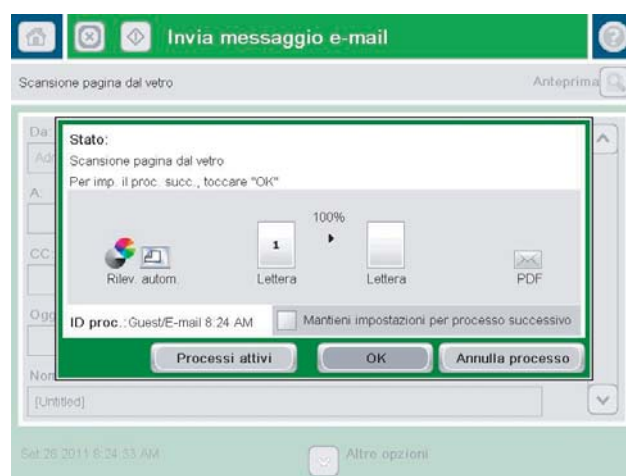 Invia messaggio e-mail
Scansione pagina dal vetro
Anteprima
Da:
Stato:
Scansione pagina dal vetro
Per imp. il proc. succ., toccare "OK"
A:
100%
1
CC:
Rilev. autom.
Lettera
Lettera
PDF
Ogg
ID proc.:Guest/E-mail 8:24 AM
Mantieni impostazioni per processo successivo
Processi attivi
OK
Annulla processo
Nom
[Untitled]
Set 28 2011 8:24:33 AM
Altre opzioni